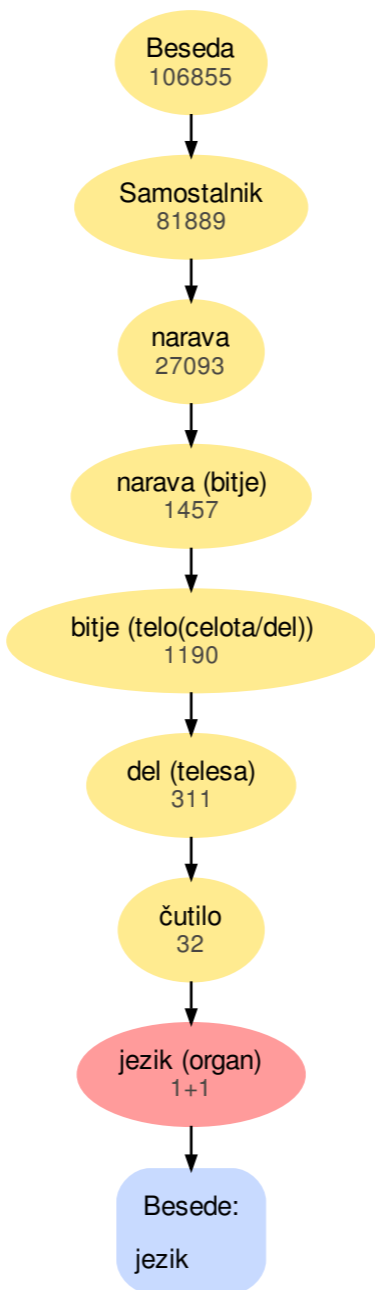 Beseda
106855
Samostalnik
81889
narava
27093
narava (bitje)
1457
bitje (telo(celota/del))
1190
del (telesa)
311
čutilo
32
jezik (organ)
1+1
Besede:
jezik